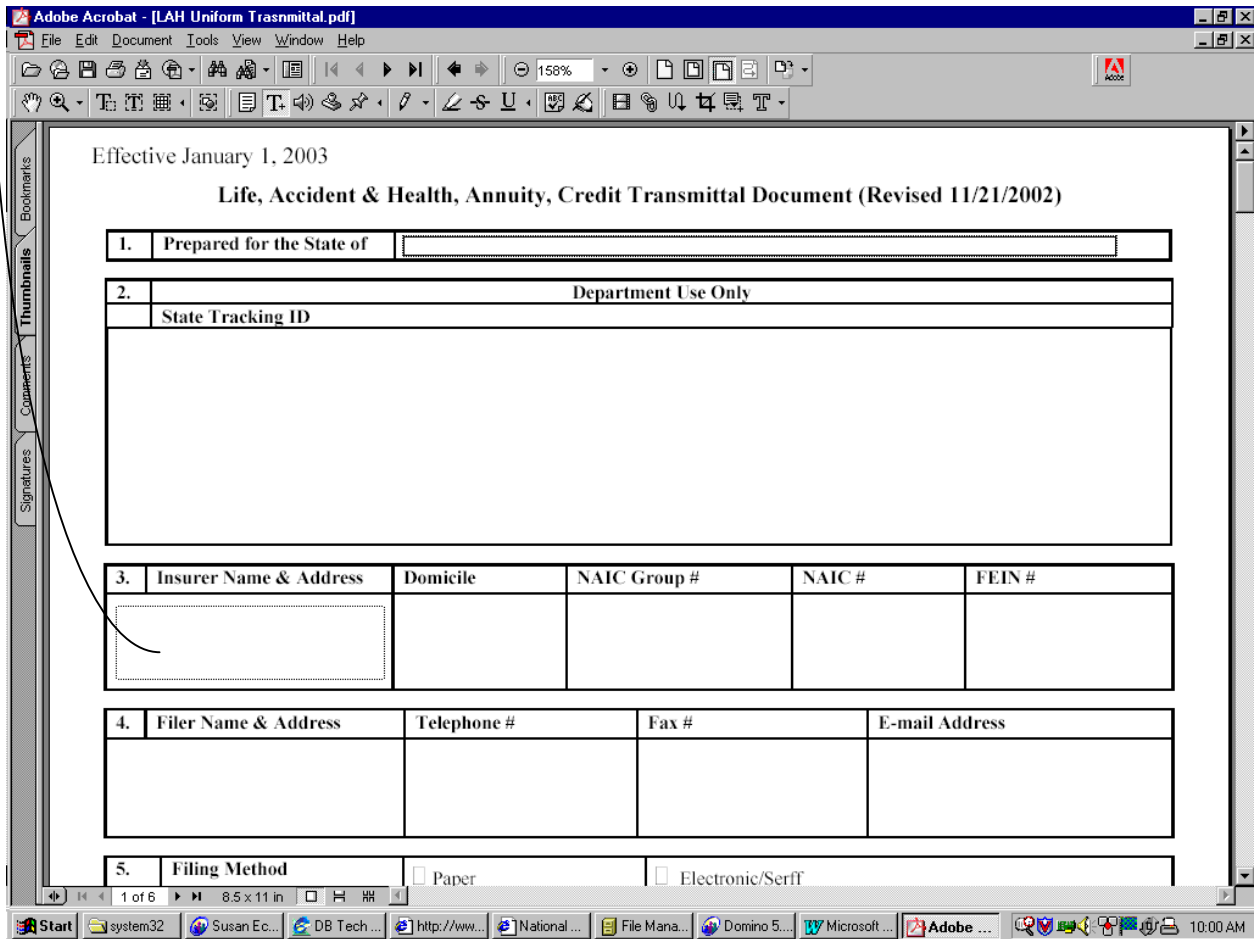 Adobe Acrobat - [LAH Uniform Trasnmittal.pdf]
File Edit Document Tools View Window Help
158%
Adobe
Bookmarks
Thumbnails
Comments
Signatures
Effective January 1, 2003
Life, Accident & Health, Annuity, Credit Transmittal Document (Revised 11/21/2002)
1. Prepared for the State of
2. Department Use Only
State Tracking ID
3. Insurer Name & Address Domicile NAIC Group # NAIC # FEIN #
4. Filer Name & Address Telephone # Fax # E-mail Address
5. Filing Method Paper Electronic/Serff
1 of 6 8.5 x 11 in
Start system32 Susan Ec... DB Tech ... http://ww... National ... File Mana... Domino 5.... Microsoft ... Adobe ... 10:00 AM